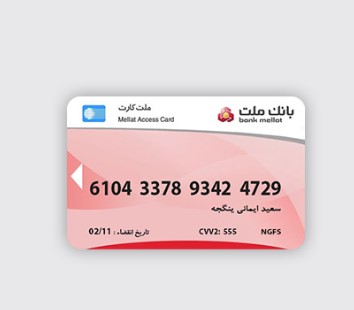 ملت کارت
Mellat Access Card
بانک ملت
bank mellat
6104 3378 9342 4729
سعید ایمانی ینگجه
تاریخ انقضاء : 02/11
CVV2: 555
NGFS